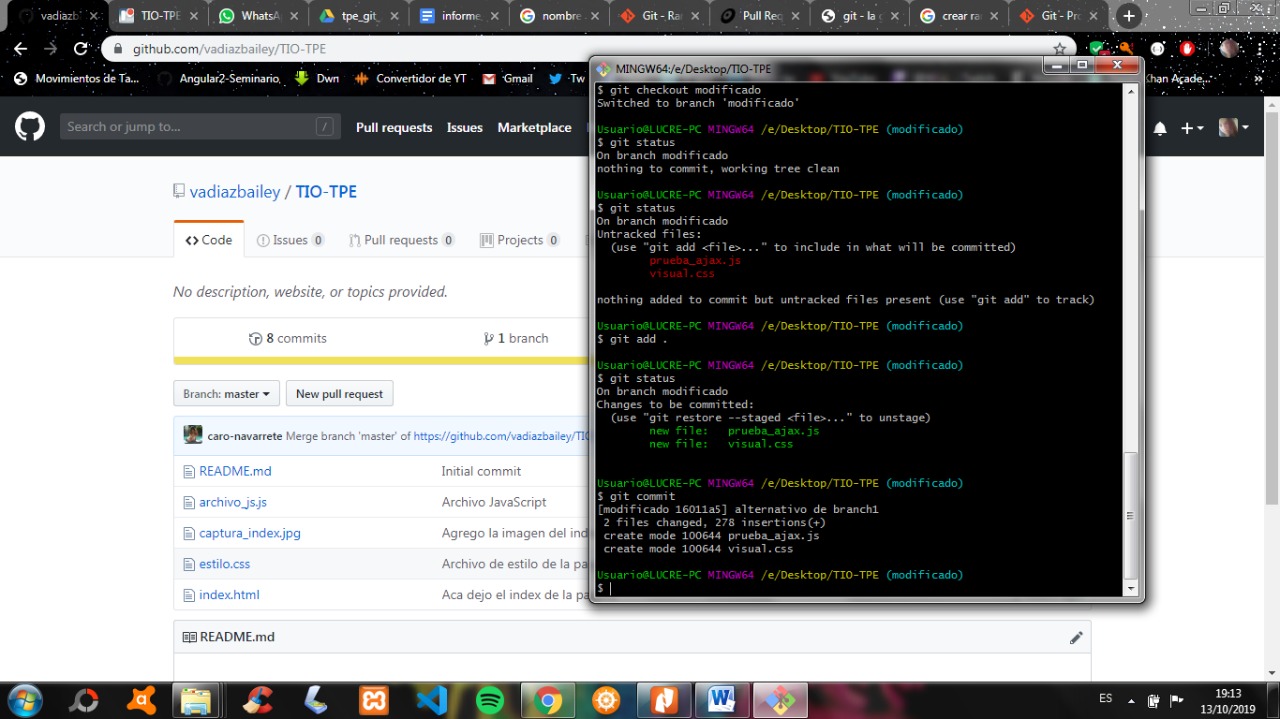 vadiazb
TIO-TPE
WhatsA
tpe_git_
informe_
nombre
Git - Ra
Pull Req
git - la
crear ra
Git - Pr
github.com/vadiazbailey/TIO-TPE
Movimientos de Ta...
Angular2-Seminario,
Dwn
Convertidor de YT
Gmail
Tw
Khan Acade...
Search or jump to...
/
Pull requests
Issues
Marketplace
vadiazbailey / TIO-TPE
Code
Issues 0
Pull requests 0
Projects 0
No description, website, or topics provided.
8 commits
1 branch
Branch: master
New pull request
caro-navarrete Merge branch 'master' of https://github.com/vadiazbailey/TIO
README.md Initial commit
archivo_js.js Archivo JavaScript
captura_index.jpg Agrego la imagen del ind
estilo.css Archivo de estilo de la pa
index.html Aca dejo el index de la pa
README.md
MINGW64:/e/Desktop/TIO-TPE
$ git checkout modificado
Switched to branch 'modificado'
Usuario@LUCRE-PC MINGW64 /e/Desktop/TIO-TPE (modificado)
$ git status
On branch modificado
nothing to commit, working tree clean
Usuario@LUCRE-PC MINGW64 /e/Desktop/TIO-TPE (modificado)
$ git status
On branch modificado
Untracked files:
(use "git add <file>..." to include in what will be committed)
prueba_ajax.js
visual.css
nothing added to commit but untracked files present (use "git add" to track)
Usuario@LUCRE-PC MINGW64 /e/Desktop/TIO-TPE (modificado)
$ git add .
Usuario@LUCRE-PC MINGW64 /e/Desktop/TIO-TPE (modificado)
$ git status
On branch modificado
Changes to be committed:
(use "git restore --staged <file>..." to unstage)
new file: prueba_ajax.js
new file: visual.css
Usuario@LUCRE-PC MINGW64 /e/Desktop/TIO-TPE (modificado)
$ git commit
[modificado 16011a5] alternativo de branch1
2 files changed, 278 insertions(+)
create mode 100644 prueba_ajax.js
create mode 100644 visual.css
Usuario@LUCRE-PC MINGW64 /e/Desktop/TIO-TPE (modificado)
$
ES
19:13
13/10/2019